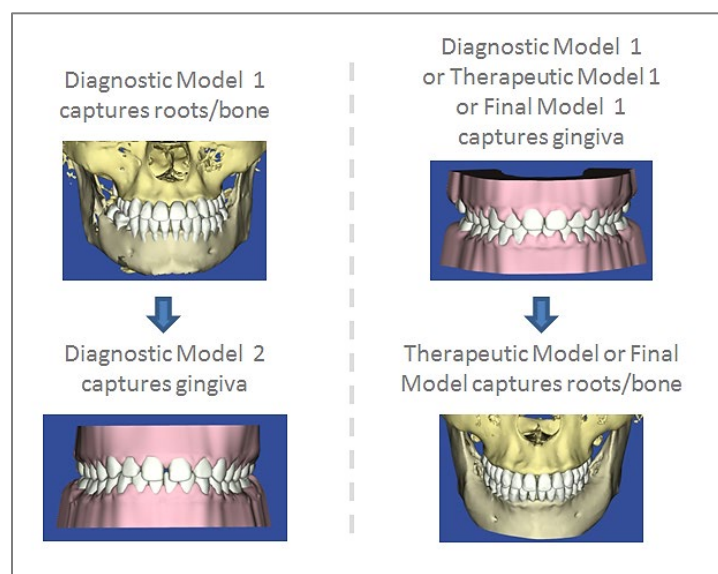 Diagnostic Model 1
captures roots/bone
Diagnostic Model 2
captures gingiva
Diagnostic Model 1
or Therapeutic Model 1
or Final Model 1
captures gingiva
Therapeutic Model or Final
Model captures roots/bone